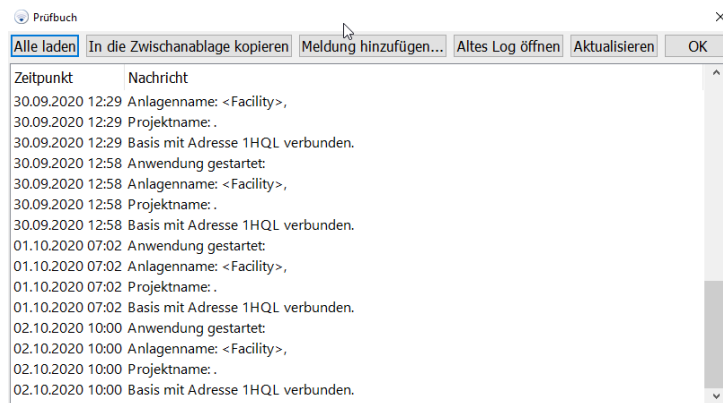 Prüfbuch
Alle laden In die Zwischanablage kopieren Meldung hinzufügen... Altes Log öffnen Aktualisieren OK
Zeitpunkt Nachricht
30.09.2020 12:29 Anlagenname: <Facility>,
30.09.2020 12:29 Projektname: .
30.09.2020 12:29 Basis mit Adresse 1HQL verbunden.
30.09.2020 12:58 Anwendung gestartet:
30.09.2020 12:58 Anlagenname: <Facility>,
30.09.2020 12:58 Projektname: .
30.09.2020 12:58 Basis mit Adresse 1HQL verbunden.
01.10.2020 07:02 Anwendung gestartet:
01.10.2020 07:02 Anlagenname: <Facility>,
01.10.2020 07:02 Projektname: .
01.10.2020 07:02 Basis mit Adresse 1HQL verbunden.
02.10.2020 10:00 Anwendung gestartet:
02.10.2020 10:00 Anlagenname: <Facility>,
02.10.2020 10:00 Projektname: .
02.10.2020 10:00 Basis mit Adresse 1HQL verbunden.